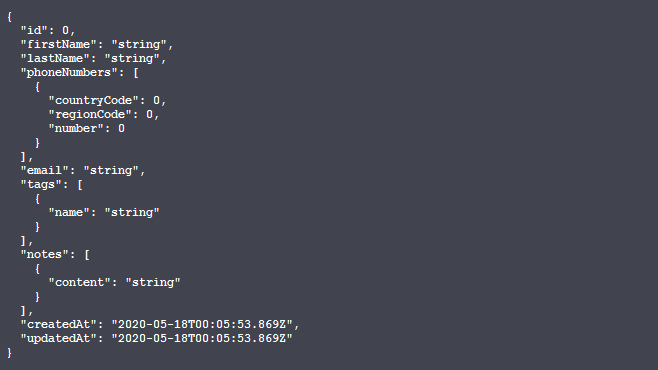 {
  "id": 0,
  "firstName": "string",
  "lastName": "string",
  "phoneNumbers": [
    {
      "countryCode": 0,
      "regionCode": 0,
      "number": 0
    }
  ],
  "email": "string",
  "tags": [
    {
      "name": "string"
    }
  ],
  "notes": [
    {
      "content": "string"
    }
  ],
  "createdAt": "2020-05-18T00:05:53.869Z",
  "updatedAt": "2020-05-18T00:05:53.869Z"
}